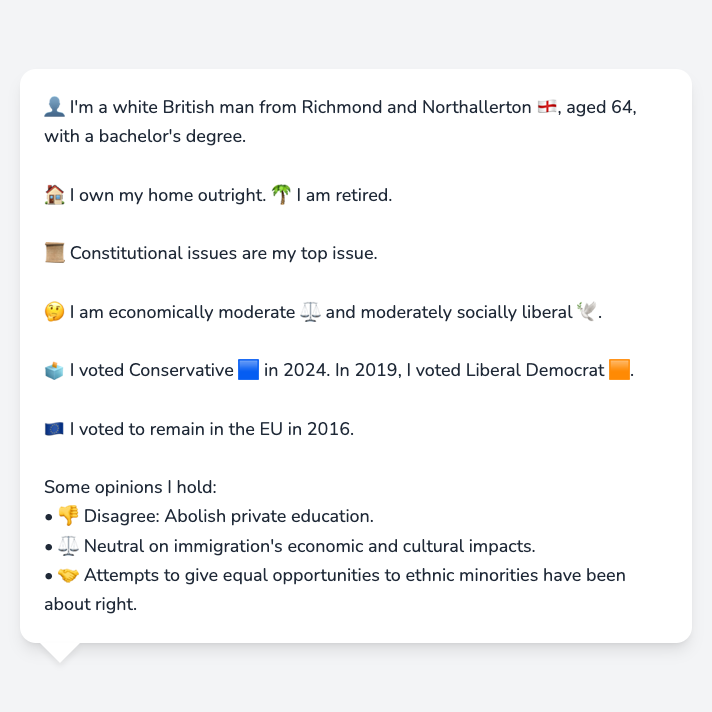 👤 I'm a white British man from Richmond and Northallerton 🏴󠁧󠁢󠁥󠁮󠁧󠁿, aged 64,
with a bachelor's degree.
🏠 I own my home outright. 🌴 I am retired.
📜 Constitutional issues are my top issue.
🤔 I am economically moderate ⚖️ and moderately socially liberal 🕊️.
🗳️ I voted Conservative 🟦 in 2024. In 2019, I voted Liberal Democrat 🟧.
🇪🇺 I voted to remain in the EU in 2016.
Some opinions I hold:
• 👎 Disagree: Abolish private education.
• ⚖️ Neutral on immigration's economic and cultural impacts.
• 🤝 Attempts to give equal opportunities to ethnic minorities have been
about right.